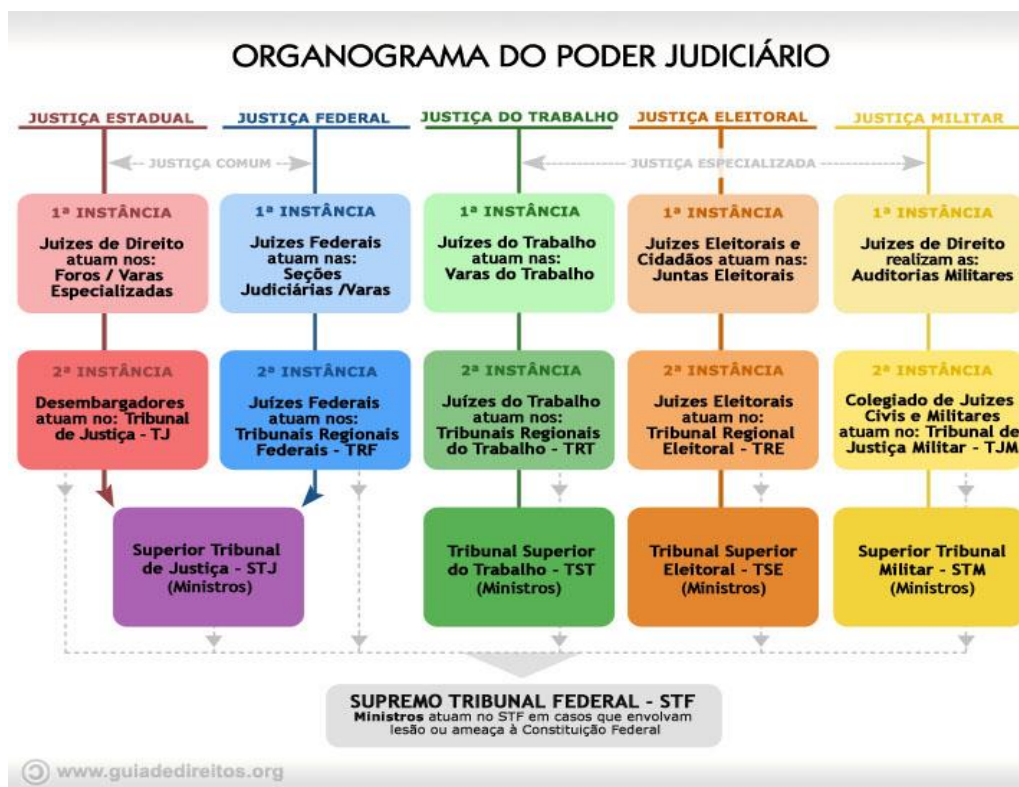 ORGANOGRAMA DO PODER JUDICIÁRIO
JUSTIÇA ESTADUAL
JUSTIÇA FEDERAL
JUSTIÇA DO TRABALHO
JUSTIÇA ELEITORAL
JUSTIÇA MILITAR
JUSTIÇA COMUM
JUSTIÇA ESPECIALIZADA
1ª INSTÂNCIA
Juizes de Direito
atuam nos:
Foros / Varas
Especializadas
1ª INSTÂNCIA
Juizes Federais
atuam nas:
Seções
Judiciárias /Varas
1ª INSTÂNCIA
Juízes do Trabalho
atuam nas:
Varas do Trabalho
1ª INSTÂNCIA
Juizes Eleitorais e
Cidadãos atuam nas:
Juntas Eleitorais
1ª INSTÂNCIA
Juizes de Direito
realizam as:
Auditorias Militares
2ª INSTÂNCIA
Desembargadores
atuam no: Tribunal
de Justiça - TJ
2ª INSTÂNCIA
Juízes Federais
atuam nos:
Tribunais Regionais
Federais - TRF
2ª INSTÂNCIA
Juízes do Trabalho
atuam nos:
Tribunais Regionais
do Trabalho - TRT
2ª INSTÂNCIA
Juizes Eleitorais
atuam no:
Tribunal Regional
Eleitoral - TRE
2ª INSTÂNCIA
Colegiado de Juizes
Civis e Militares
atuam no: Tribunal de
Justiça Militar - TJM
Superior Tribunal
de Justiça - STJ
(Ministros)
Tribunal Superior
do Trabalho - TST
(Ministros)
Tribunal Superior
Eleitoral - TSE
(Ministros)
Superior Tribunal
Militar - STM
(Ministros)
SUPREMO TRIBUNAL FEDERAL - STF
Ministros atuam no STF em casos que envolvam
lesão ou ameaça à Constituição Federal
www.guiadedireitos.org